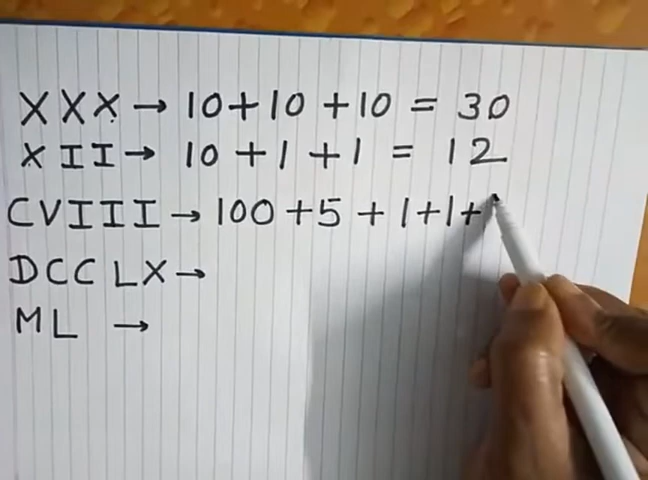 XXX → 10+10+10 = 30
XII → 10+1+1 = 12
CVIII → 100+5+1+1+
DCCLX →
ML →